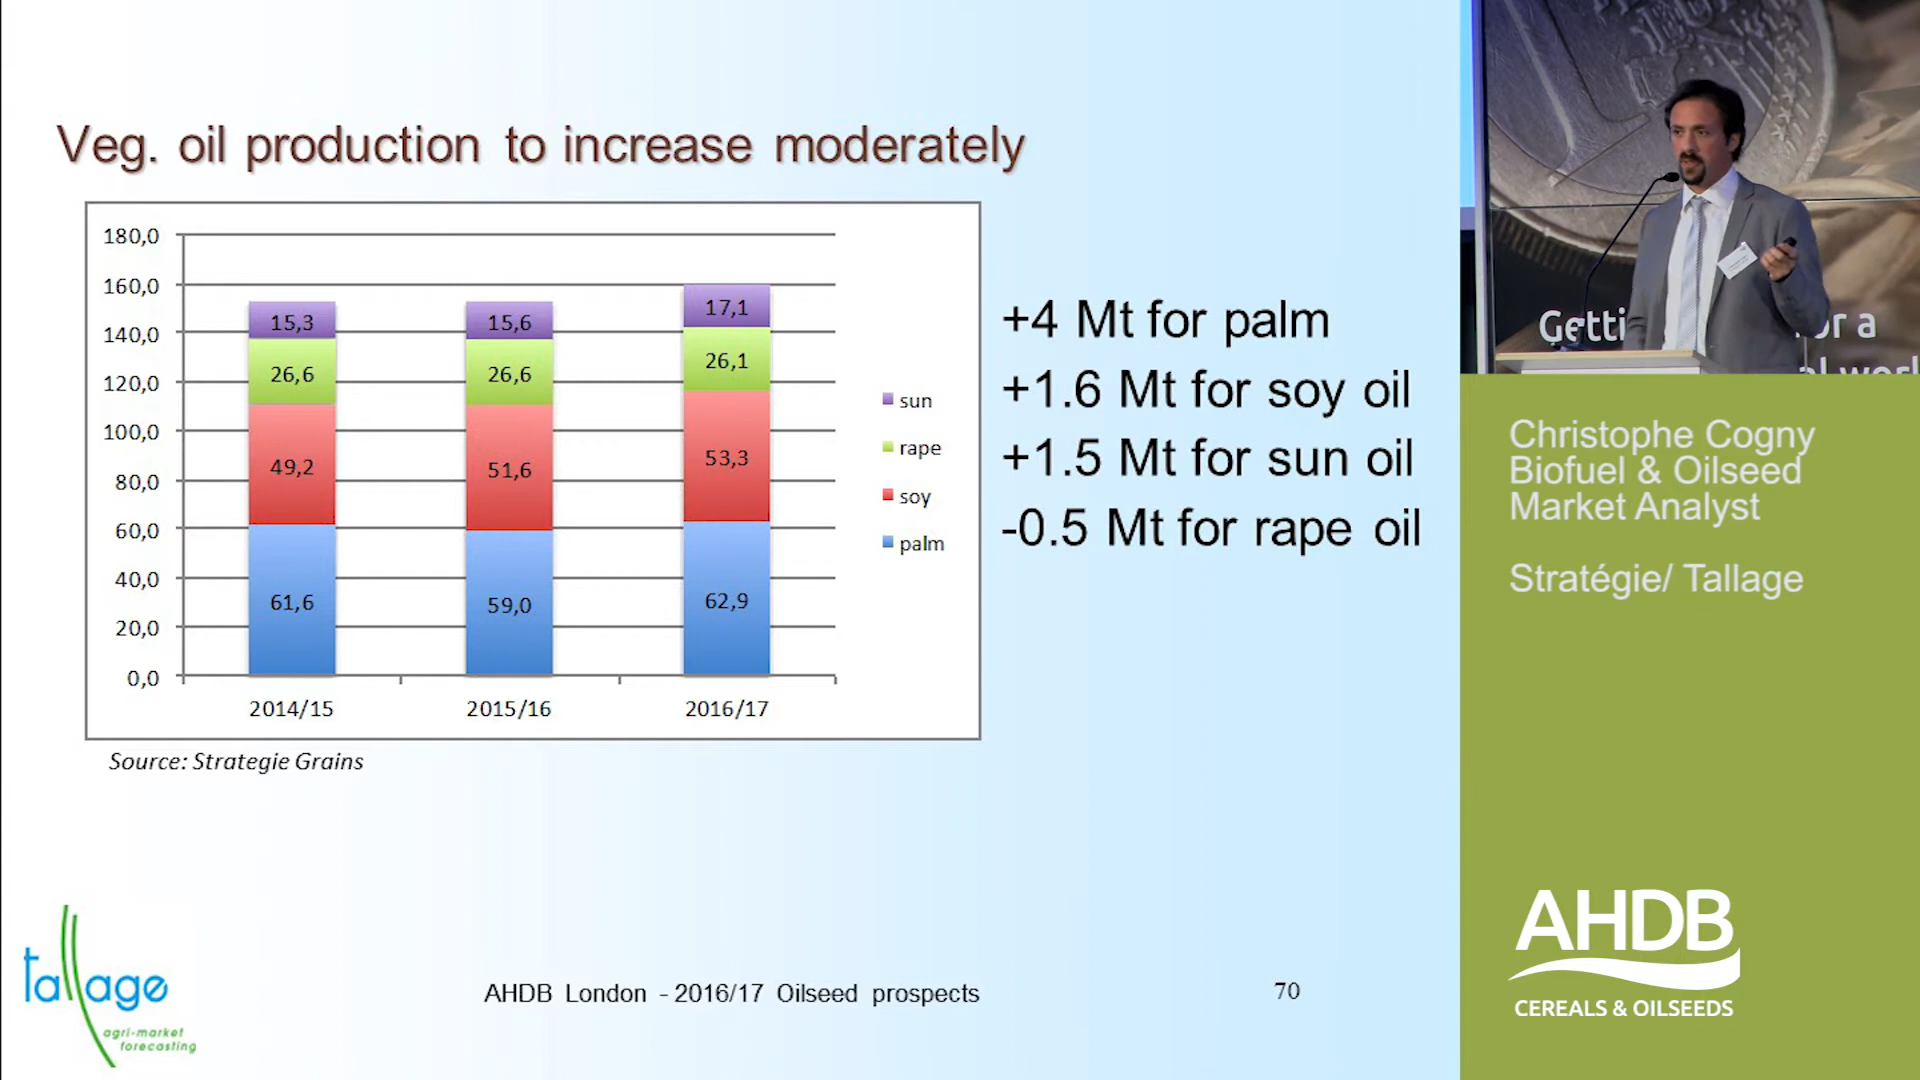 Veg. oil production to increase moderately
180,0
160,0
140,0
120,0
100,0
80,0
60,0
40,0
20,0
0,0
15,3
26,6
49,2
61,6
15,6
26,6
51,6
59,0
17,1
26,1
53,3
62,9
2014/15
2015/16
2016/17
sun
rape
soy
palm
Source: Strategie Grains
+4 Mt for palm
+1.6 Mt for soy oil
+1.5 Mt for sun oil
-0.5 Mt for rape oil
tallage
agri-market
forecasting
AHDB London - 2016/17 Oilseed prospects
70
Christophe Cogny
Biofuel & Oilseed
Market Analyst
Stratégie/ Tallage
AHDB
CEREALS & OILSEEDS